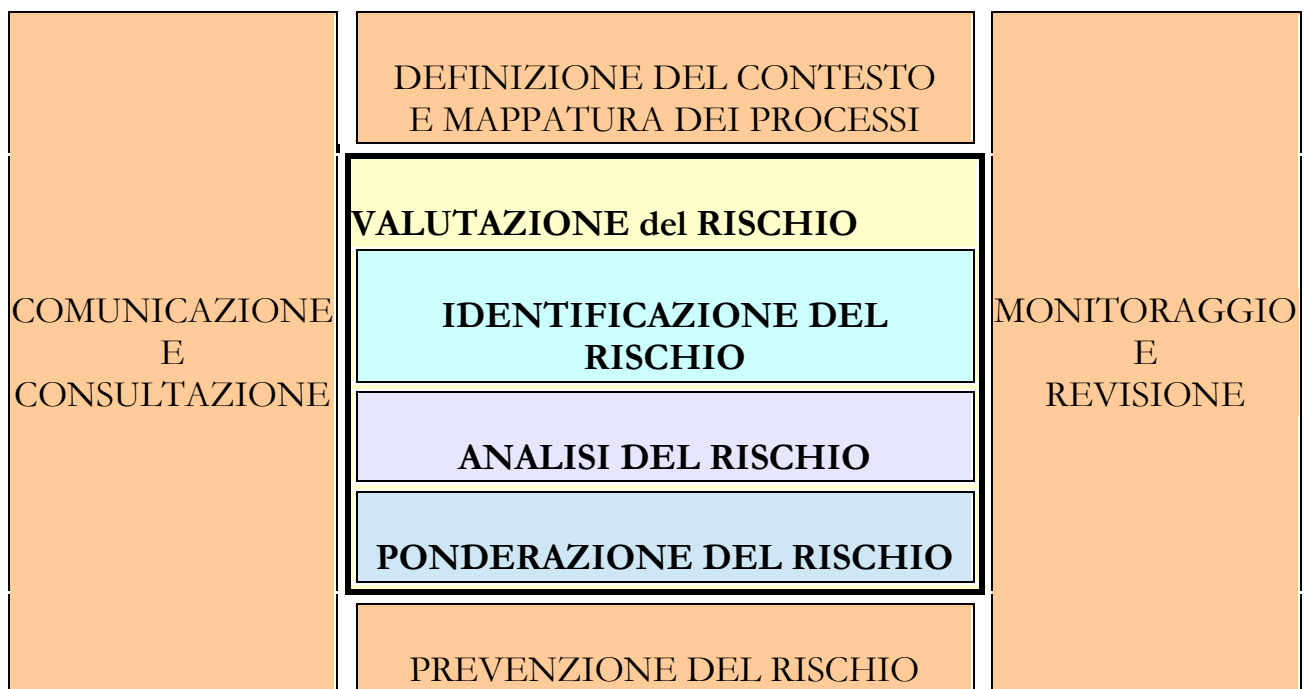 DEFINIZIONE DEL CONTESTO
E MAPPATURA DEI PROCESSI
VALUTAZIONE del RISCHIO
COMUNICAZIONE
E
CONSULTAZIONE
IDENTIFICAZIONE DEL
RISCHIO
ANALISI DEL RISCHIO
PONDERAZIONE DEL RISCHIO
MONITORAGGIO
E
REVISIONE
PREVENZIONE DEL RISCHIO